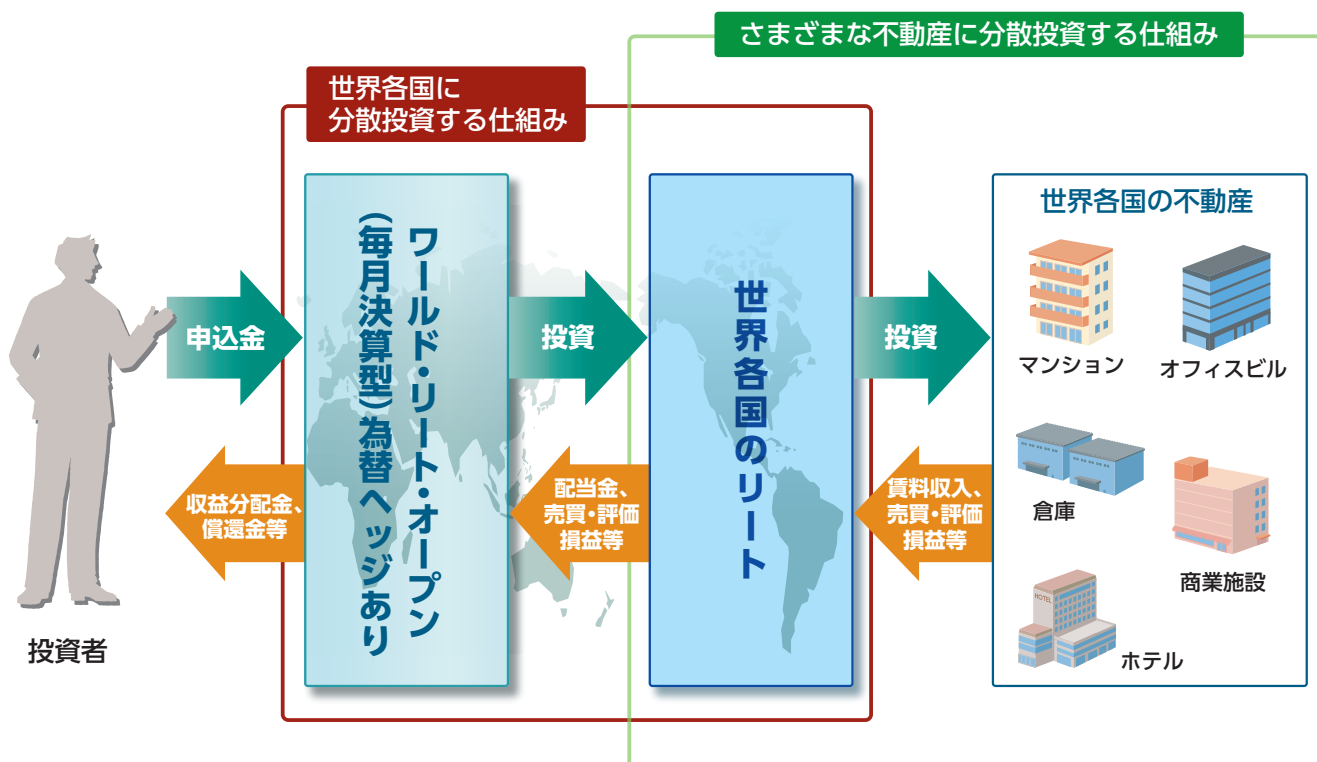 さまざまな不動産に分散投資する仕組み
世界各国に
分散投資する仕組み
投資者
申込金
収益分配金、
償還金等
ワールド・リート・オープン
(毎月決算型)為替ヘッジあり
投資
配当金、
売買・評価
損益等
世界各国のリート
投資
賃料収入、
売買・評価
損益等
世界各国の不動産
マンション
オフィスビル
倉庫
商業施設
HOTEL
ホテル